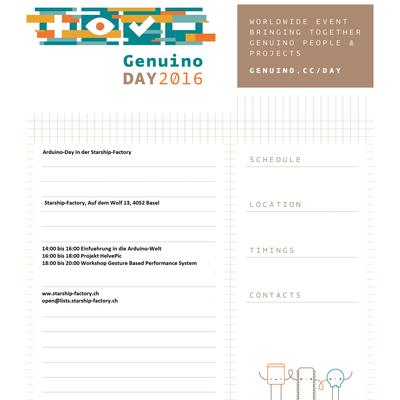 WORLDWIDE EVENT
BRINGING TOGETHER
GENUINO PEOPLE &
PROJECTS
GENUINO.CC/DAY
Genuino
DAY2016
Arduino-Day in der Starship-Factory
SCHEDULE
Starship-Factory, Auf dem Wolf 13, 4052 Basel
LOCATION
14:00 bis 16:00 Einfuehrung in die Arduino-Welt
16:00 bis 18:00 Projekt HelvePic
18:00 bis 20:00 Workshop Gesture Based Performance System
TIMINGS
ww.starship-factory.ch
open@lists.starship-factory.ch
CONTACTS